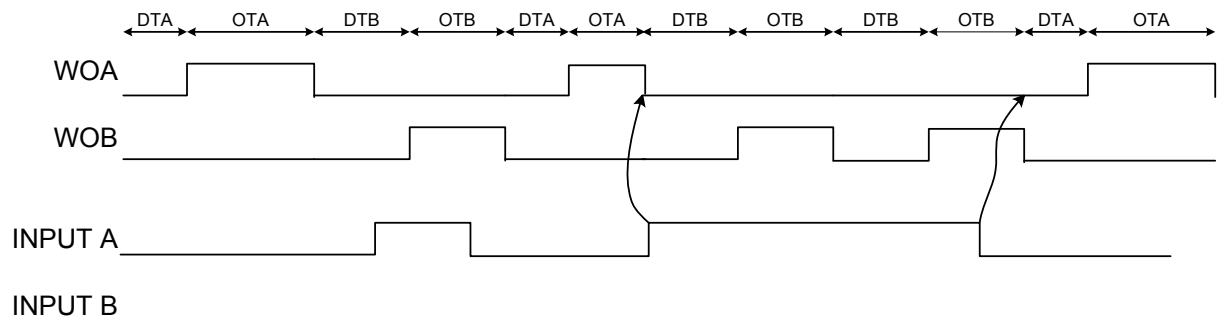 DTA OTA DTB OTB DTA OTA DTB OTB DTB OTB DTA OTA
WOA
WOB
INPUT A
INPUT B